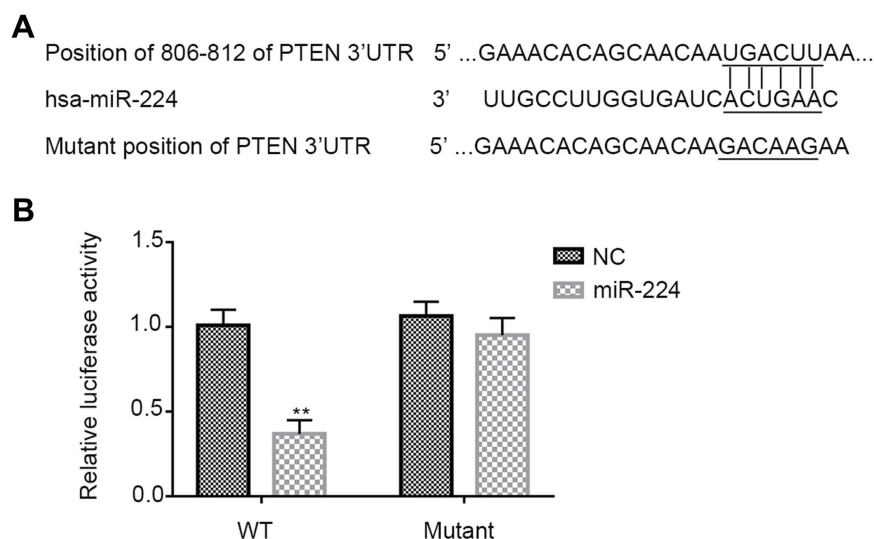 A
Position of 806-812 of PTEN 3’UTR 5’ ...GAAACACAGCAACAAUGACUUAA...
hsa-miR-224 3’ UUGCCUUGGUGAUCACUGAAC
Mutant position of PTEN 3’UTR 5’ ...GAAACACAGCAACAAGACAAGAA
B
Relative luciferase activity
1.5
1.0
0.5
0.0
**
NC
miR-224
WT Mutant